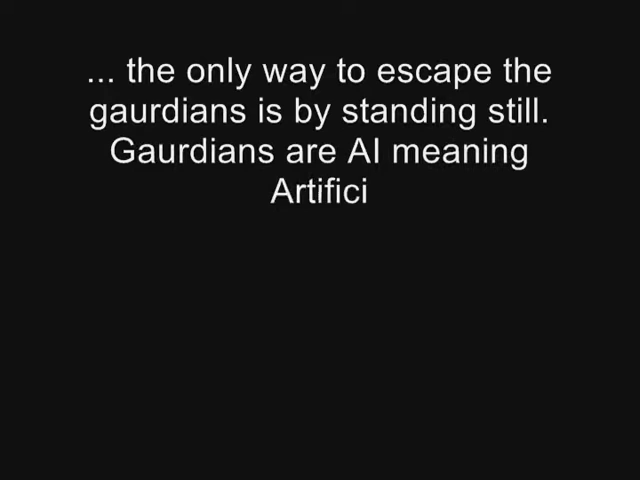 ... the only way to escape the
gaurdians is by standing still.
Gaurdians are AI meaning
Artifici